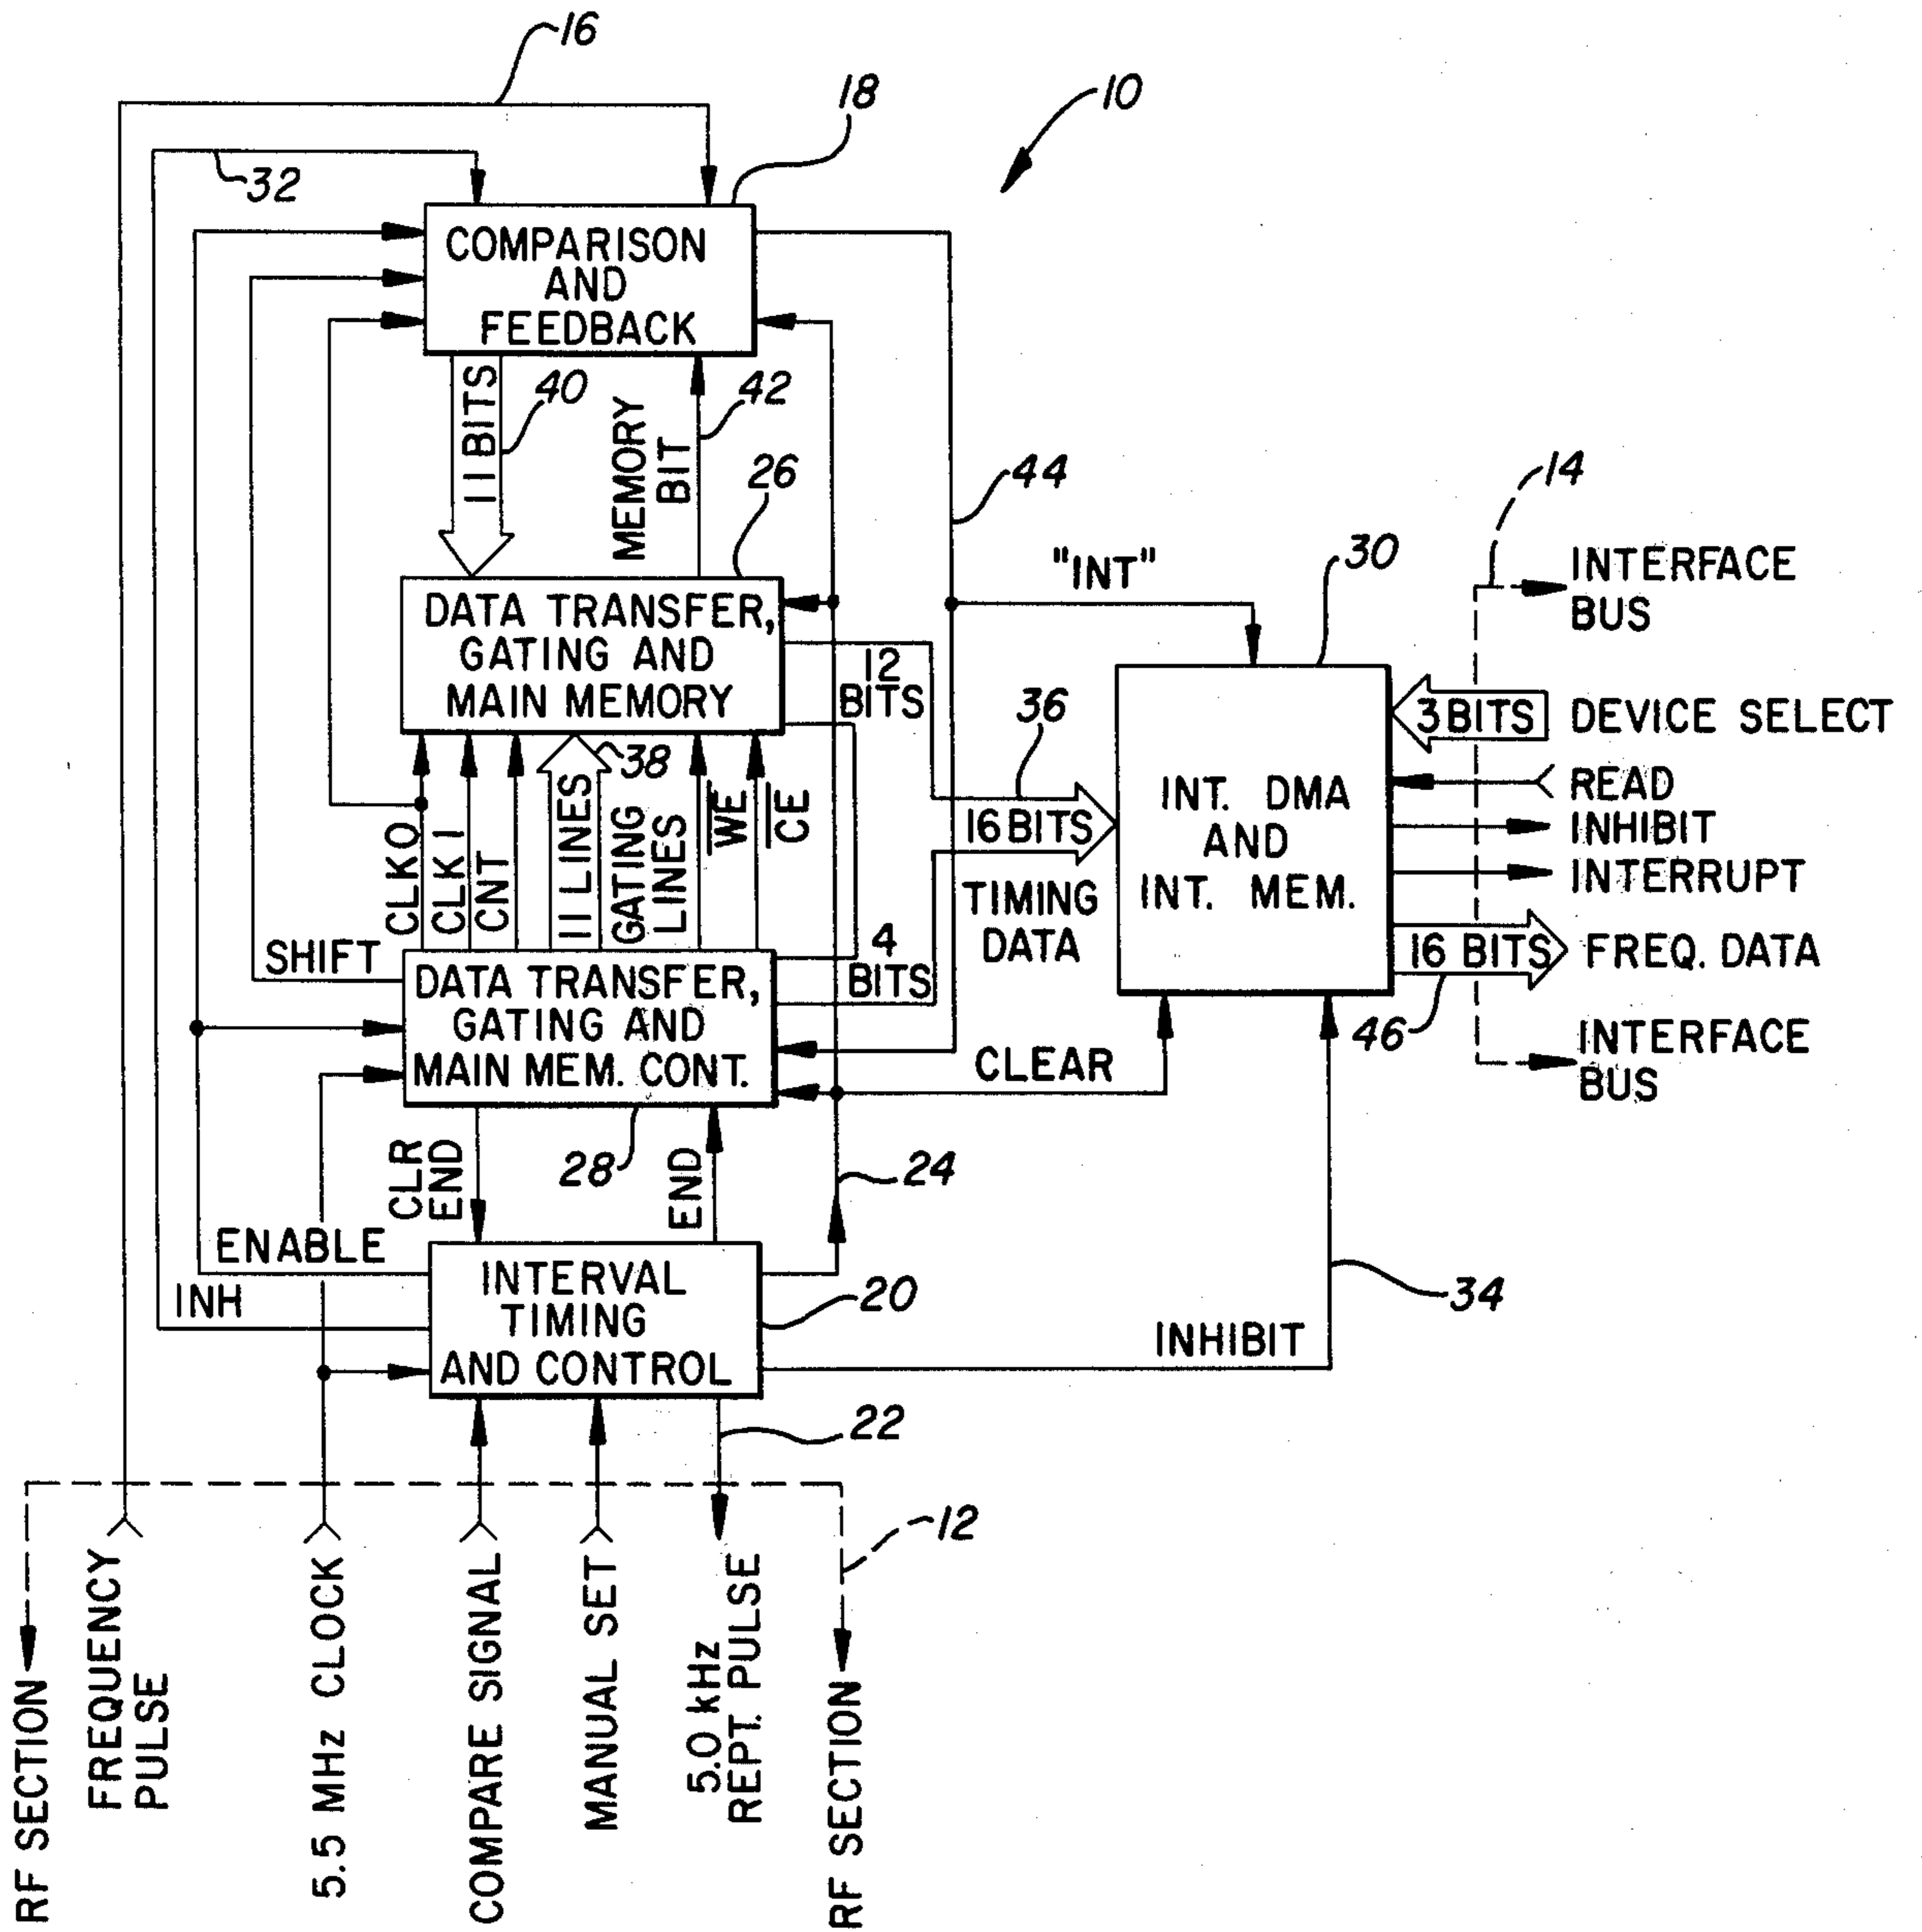 16
18
10
32
COMPARISON
AND
FEEDBACK
11 BITS
40
MEMORY
BIT
42
26
44
14
"INT"
30
INTERFACE
BUS
DATA TRANSFER,
GATING AND
MAIN MEMORY
12
BITS
36
3 BITS
DEVICE SELECT
READ
INHIBIT
INTERRUPT
16 BITS
FREQ. DATA
46
INTERFACE
BUS
INT. DMA
AND
INT. MEM.
16 BITS
TIMING
DATA
CLK0
CLK1
CNT
11 LINES
38
GATING
LINES
WE
CE
SHIFT
4
BITS
DATA TRANSFER,
GATING AND
MAIN MEM. CONT.
CLEAR
CLR
END
28
END
24
ENABLE
INH
INTERVAL
TIMING
AND CONTROL
20
34
INHIBIT
22
12
RF SECTION
FREQUENCY
PULSE
5.5 MHz CLOCK
COMPARE SIGNAL
MANUAL SET
5.0 kHz
REPT. PULSE
RF SECTION